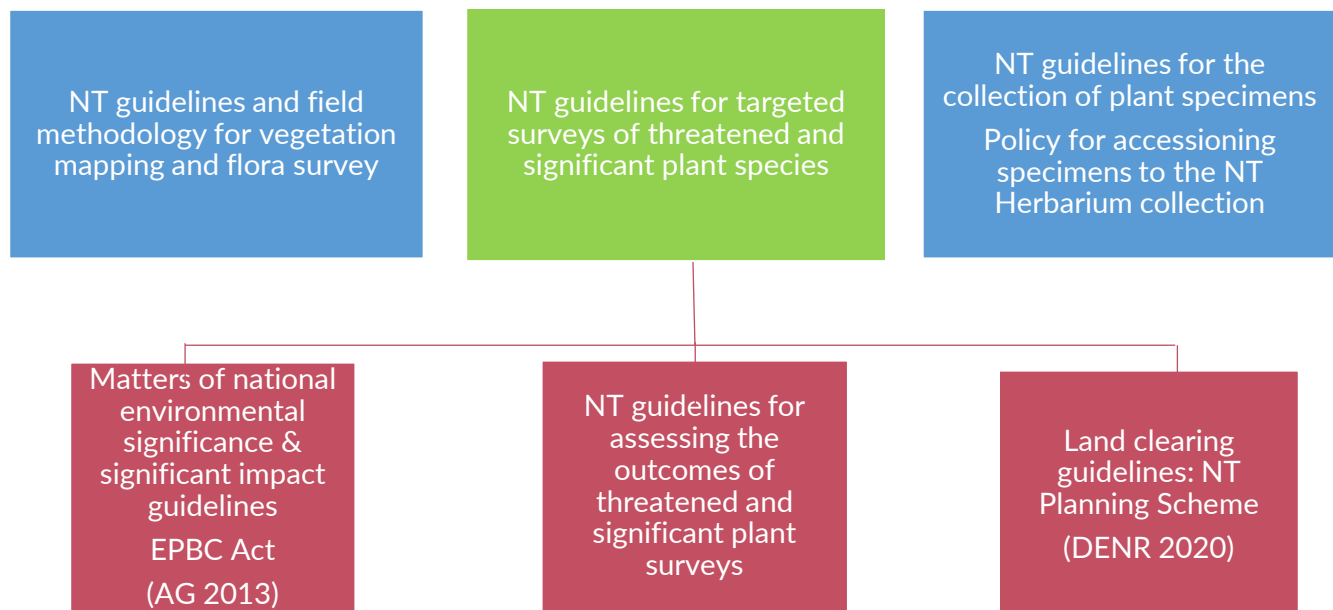 NT guidelines and field
methodology for vegetation
mapping and flora survey
NT guidelines for targeted
surveys of threatened and
significant plant species
NT guidelines for the
collection of plant specimens
Policy for accessioning
specimens to the NT
Herbarium collection
Matters of national
environmental
significance &
significant impact
guidelines
EPBC Act
(AG 2013)
NT guidelines for
assessing the
outcomes of
threatened and
significant plant
surveys
Land clearing
guidelines: NT
Planning Scheme
(DENR 2020)